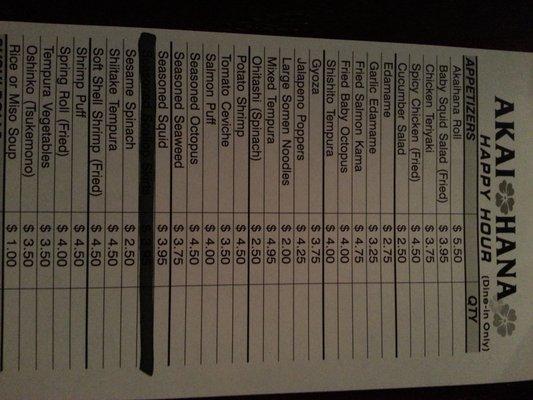 AKAI HANA
HAPPY HOUR (Dine-in Only)
APPETIZERS QTY
Akaihana Roll $ 5.50
Baby Squid Salad (Fried) $ 3.95
Chicken Teriyaki $ 3.75
Spicy Chicken (Fried) $ 4.50
Cucumber Salad $ 2.50
Edamame $ 2.75
Garlic Edamame $ 3.25
Fried Salmon Kama $ 4.75
Fried Baby Octopus $ 4.00
Shishito Tempura $ 4.00
Gyoza $ 3.75
Jalapeno Poppers $ 4.25
Large Somen Noodles $ 2.00
Mixed Tempura $ 4.95
Ohitashi (Spinach) $ 2.50
Potato Shrimp $ 4.50
Tomato Ceviche $ 3.50
Salmon Puff $ 4.00
Seasoned Octopus $ 4.50
Seasoned Seaweed $ 3.75
Seasoned Squid $ 3.95
$ 3.95
Sesame Spinach $ 2.50
Shiitake Tempura $ 4.50
Soft Shell Shrimp (Fried) $ 4.50
Shrimp Puff $ 4.50
Spring Roll (Fried) $ 4.00
Tempura Vegetables $ 3.50
Oshinko (Tsukemono) $ 3.50
Rice or Miso Soup $ 1.00